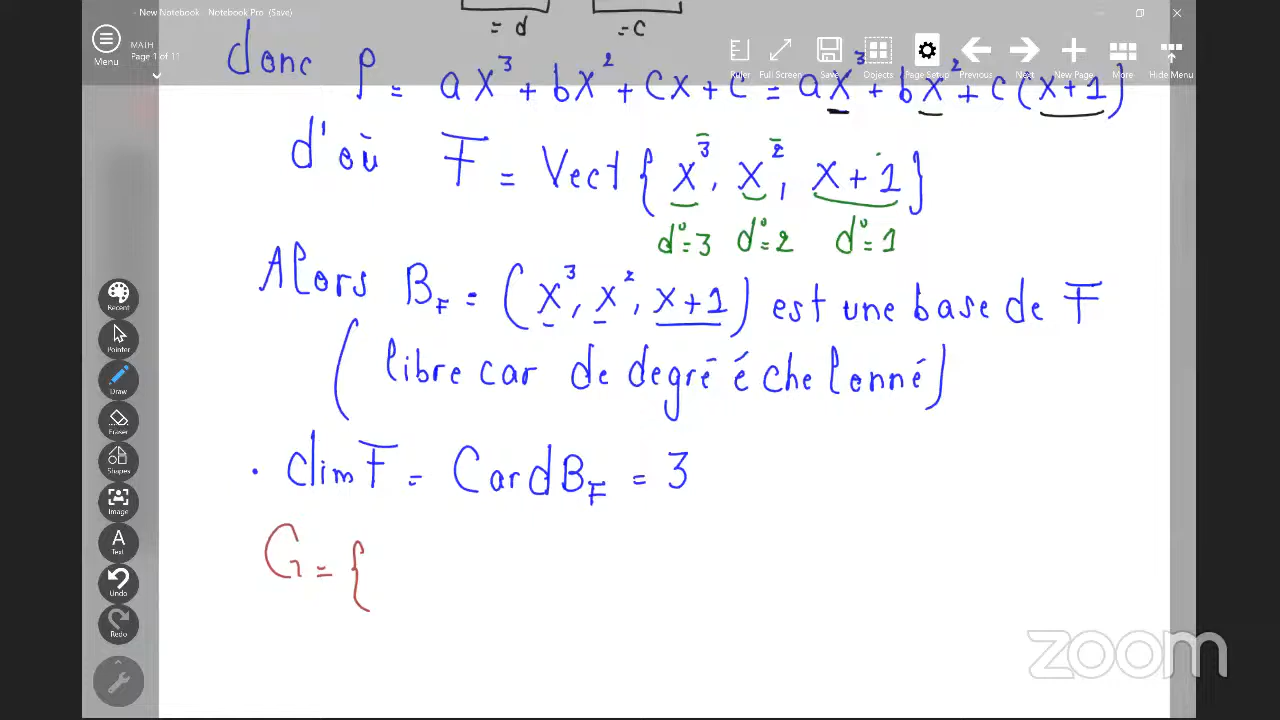 - New Notebook - Notebook Pro - (Save)
MATH
Page 1 of 11
Menu
Ruler Full Screen Save Objects Page Setup Previous Next New Page More Hide Menu
= d = c
donc P = aX³ + bX² + cX + c = aX³ + bX² + c(X+1)
d'où F = Vect{X³, X², X+1}
d°=3 d°=2 d°=1
Alors B_F = (X³, X², X+1) est une base de F
(libre car de degré échelonné)
. dim F = Card B_F = 3
G = {
Recent
Pointer
Draw
Eraser
Shapes
Image
A
Text
Undo
Redo
zoom